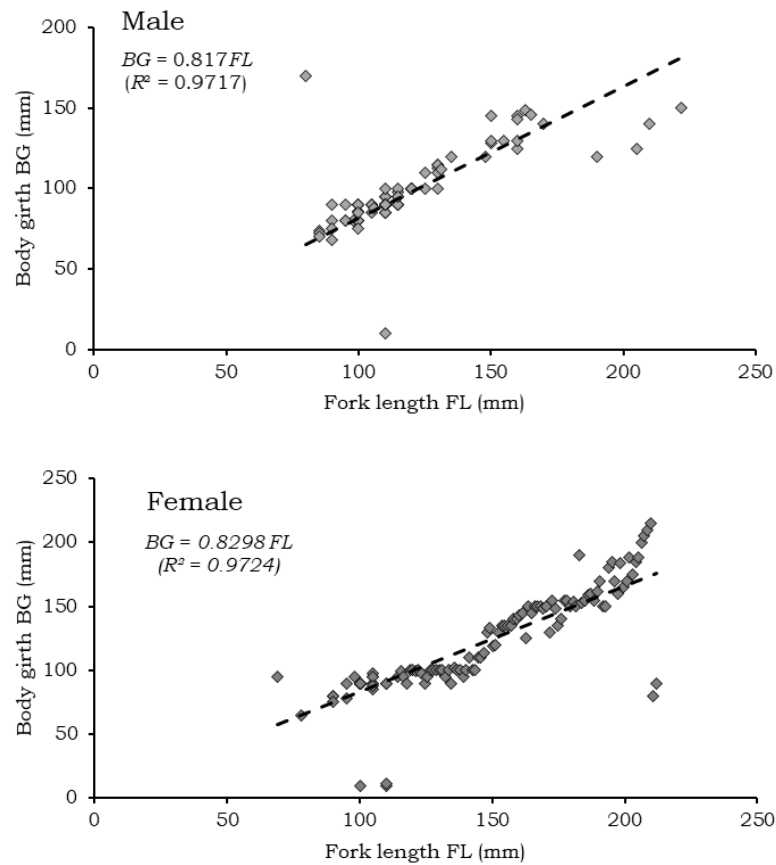 Male
BG = 0.817FL
(R² = 0.9717)
200
150
100
50
0
Body girth BG (mm)
0 50 100 150 200 250
Fork length FL (mm)
Female
BG = 0.8298 FL
(R² = 0.9724)
250
200
150
100
50
0
Body girth BG (mm)
0 50 100 150 200 250
Fork length FL (mm)